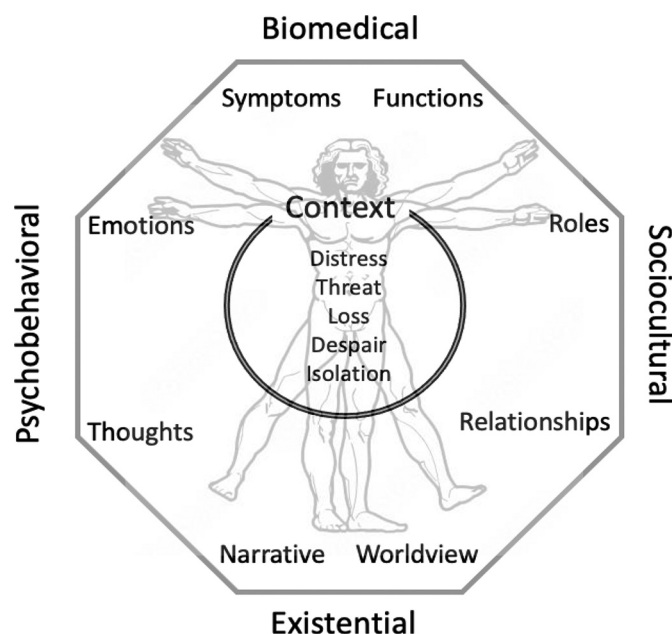 Biomedical
Symptoms Functions
Context
Emotions
Roles
Distress
Threat
Loss
Despair
Isolation
Psychobehavioral
Sociocultural
Thoughts
Relationships
Narrative Worldview
Existential